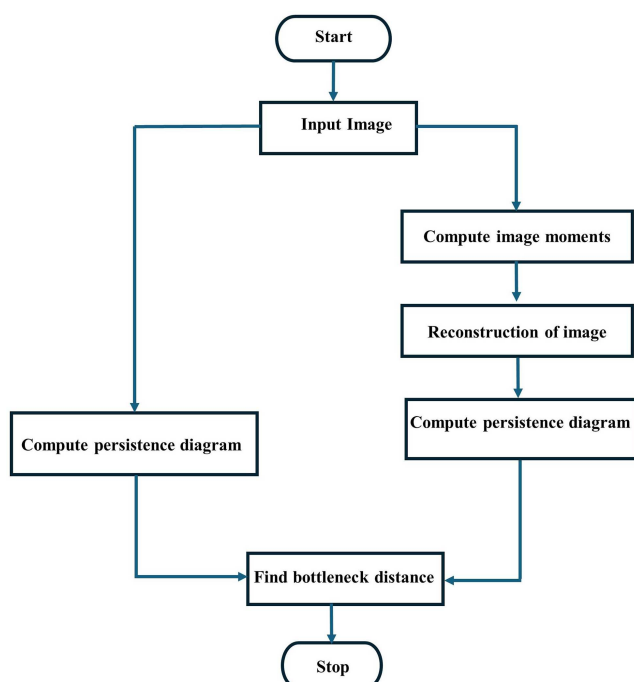 Start
Input Image
Compute image moments
Reconstruction of image
Compute persistence diagram
Compute persistence diagram
Find bottleneck distance
Stop